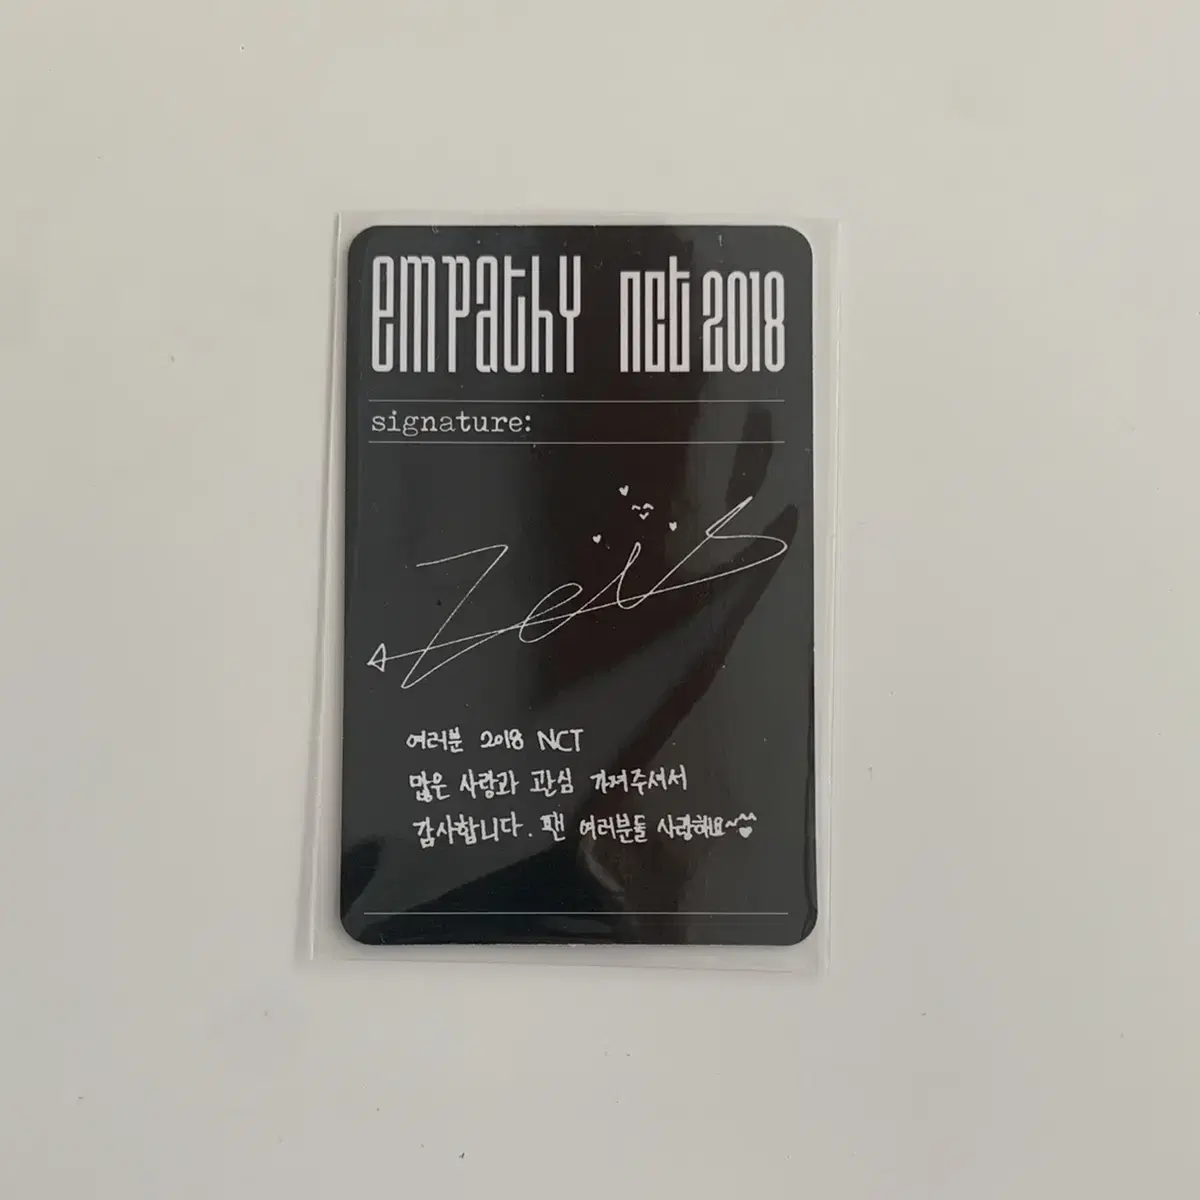 empathy nct 2018
signature:
여러분 2018 NCT
많은 사랑과 관심 가져주셔서
감사합니다. 팬 여러분들 사랑해요~^^